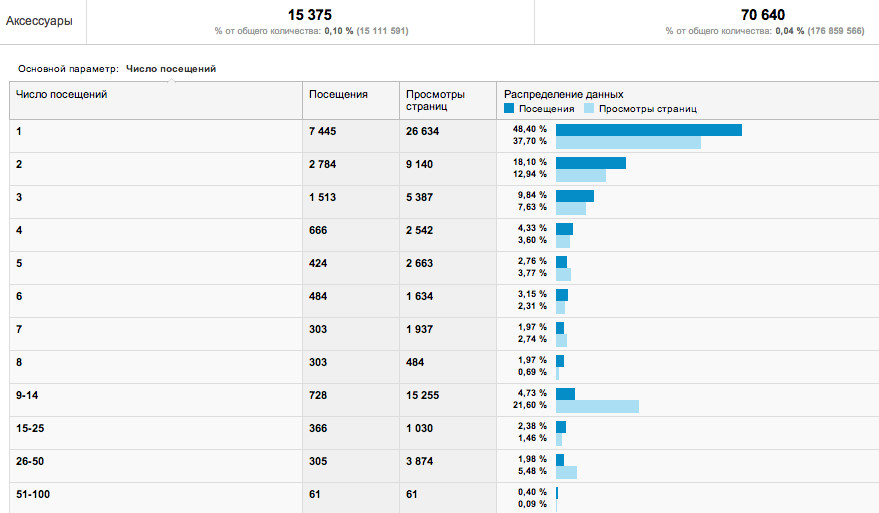 Аксессуары
15 375
% от общего количества: 0,10 % (15 111 591)
70 640
% от общего количества: 0,04 % (176 859 566)
Основной параметр: Число посещений
Число посещений
Посещения
Просмотры
страниц
Распределение данных
Посещения Просмотры страниц
1 7 445 26 634
48,40 %
37,70 %
2 2 784 9 140
18,10 %
12,94 %
3 1 513 5 387
9,84 %
7,63 %
4 666 2 542
4,33 %
3,60 %
5 424 2 663
2,76 %
3,77 %
6 484 1 634
3,15 %
2,31 %
7 303 1 937
1,97 %
2,74 %
8 303 484
1,97 %
0,69 %
9-14 728 15 255
4,73 %
21,60 %
15-25 366 1 030
2,38 %
1,46 %
26-50 305 3 874
1,98 %
5,48 %
51-100 61 61
0,40 %
0,09 %